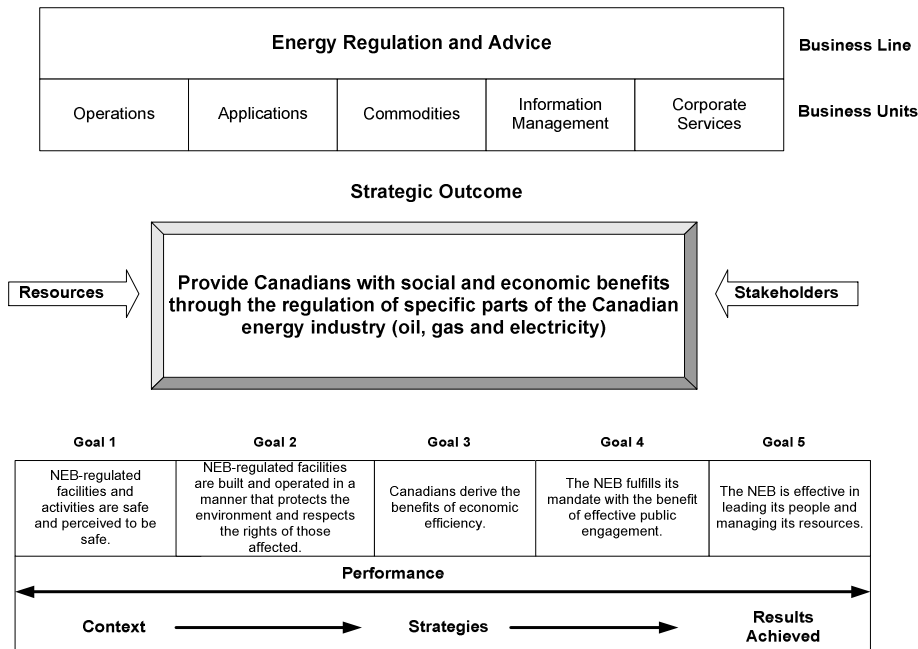 Energy Regulation and Advice
Business Line
Operations
Applications
Commodities
Information
Management
Corporate
Services
Business Units
Strategic Outcome
Resources
Provide Canadians with social and economic benefits
through the regulation of specific parts of the Canadian
energy industry (oil, gas and electricity)
Stakeholders
Goal 1
Goal 2
Goal 3
Goal 4
Goal 5
NEB-regulated
facilities and
activities are safe
and perceived to be
safe.
NEB-regulated facilities
are built and operated in a
manner that protects the
environment and respects
the rights of those
affected.
Canadians derive the
benefits of economic
efficiency.
The NEB fulfills its
mandate with the benefit
of effective public
engagement.
The NEB is effective in
leading its people and
managing its resources.
Performance
Context
Strategies
Results
Achieved